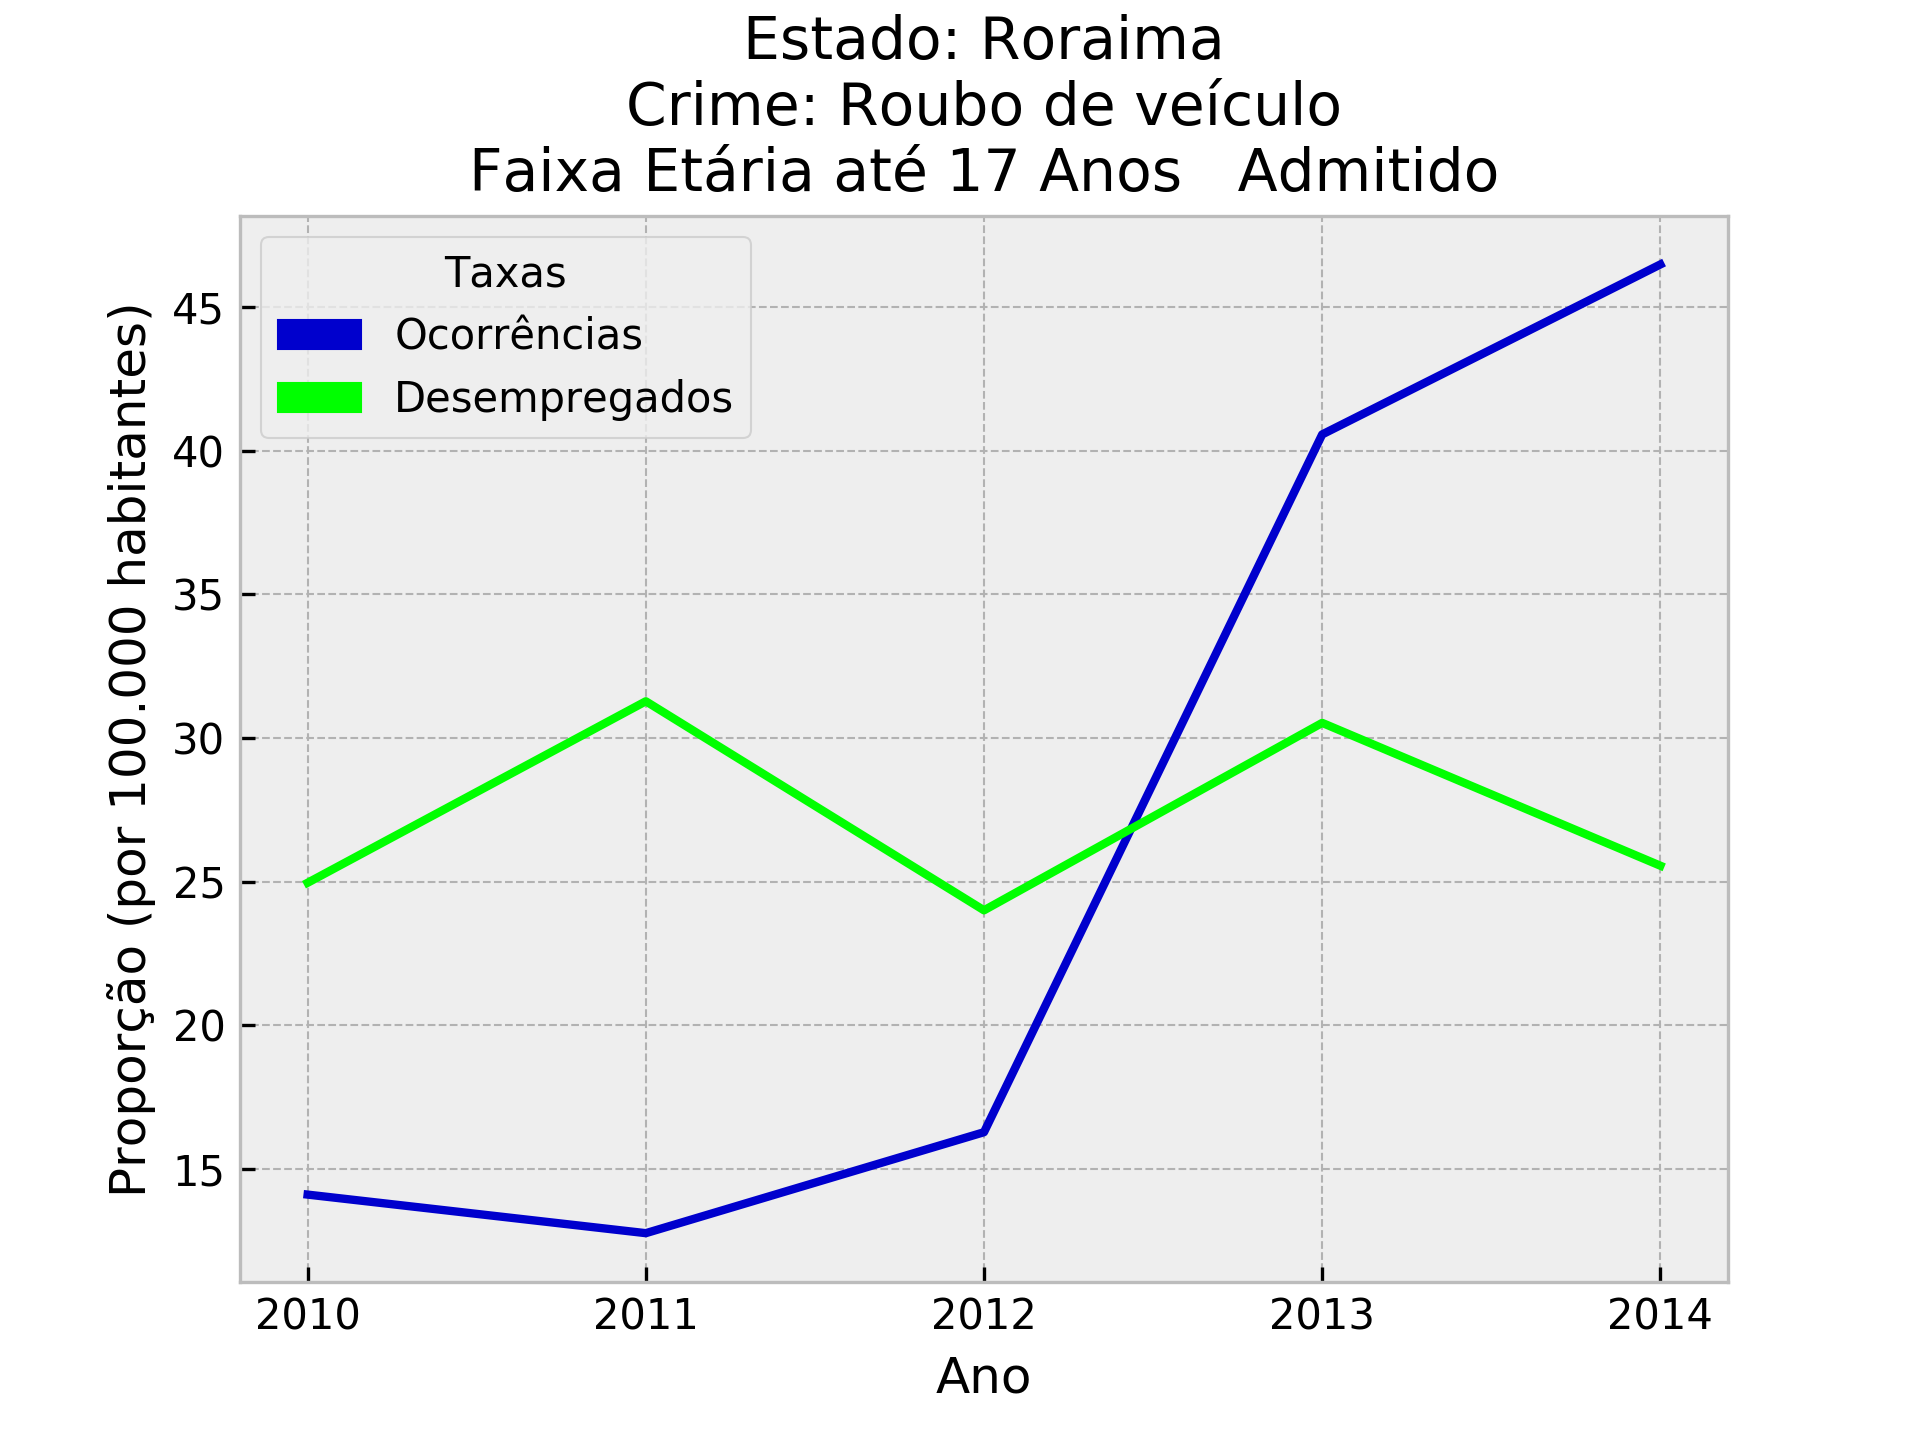 Estado: Roraima
Crime: Roubo de veículo
Faixa Etária até 17 Anos   Admitido
Taxas
Ocorrências
Desempregados
Proporção (por 100.000 habitantes)
45
40
35
30
25
20
15
2010 2011 2012 2013 2014
Ano